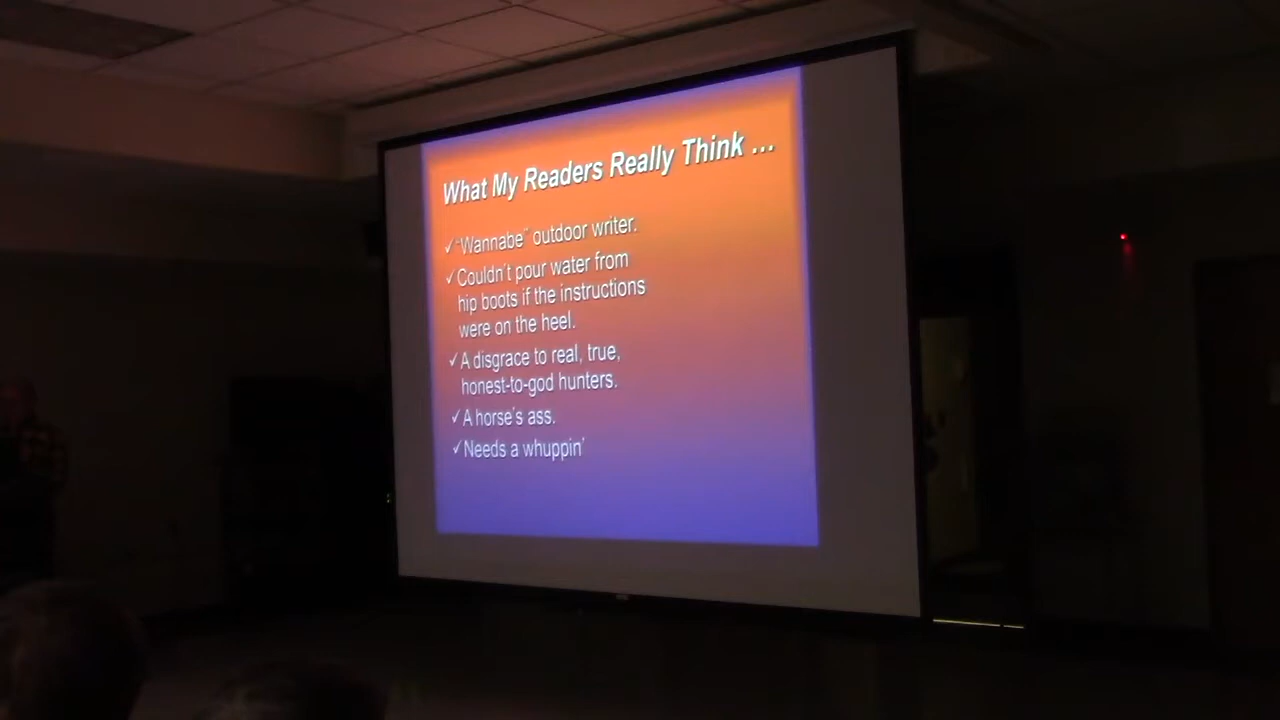 What My Readers Really Think ...
✓ "Wannabe" outdoor writer.
✓ Couldn't pour water from
hip boots if the instructions
were on the heel.
✓ A disgrace to real, true,
honest-to-god hunters.
✓ A horse's ass.
✓ Needs a whuppin'